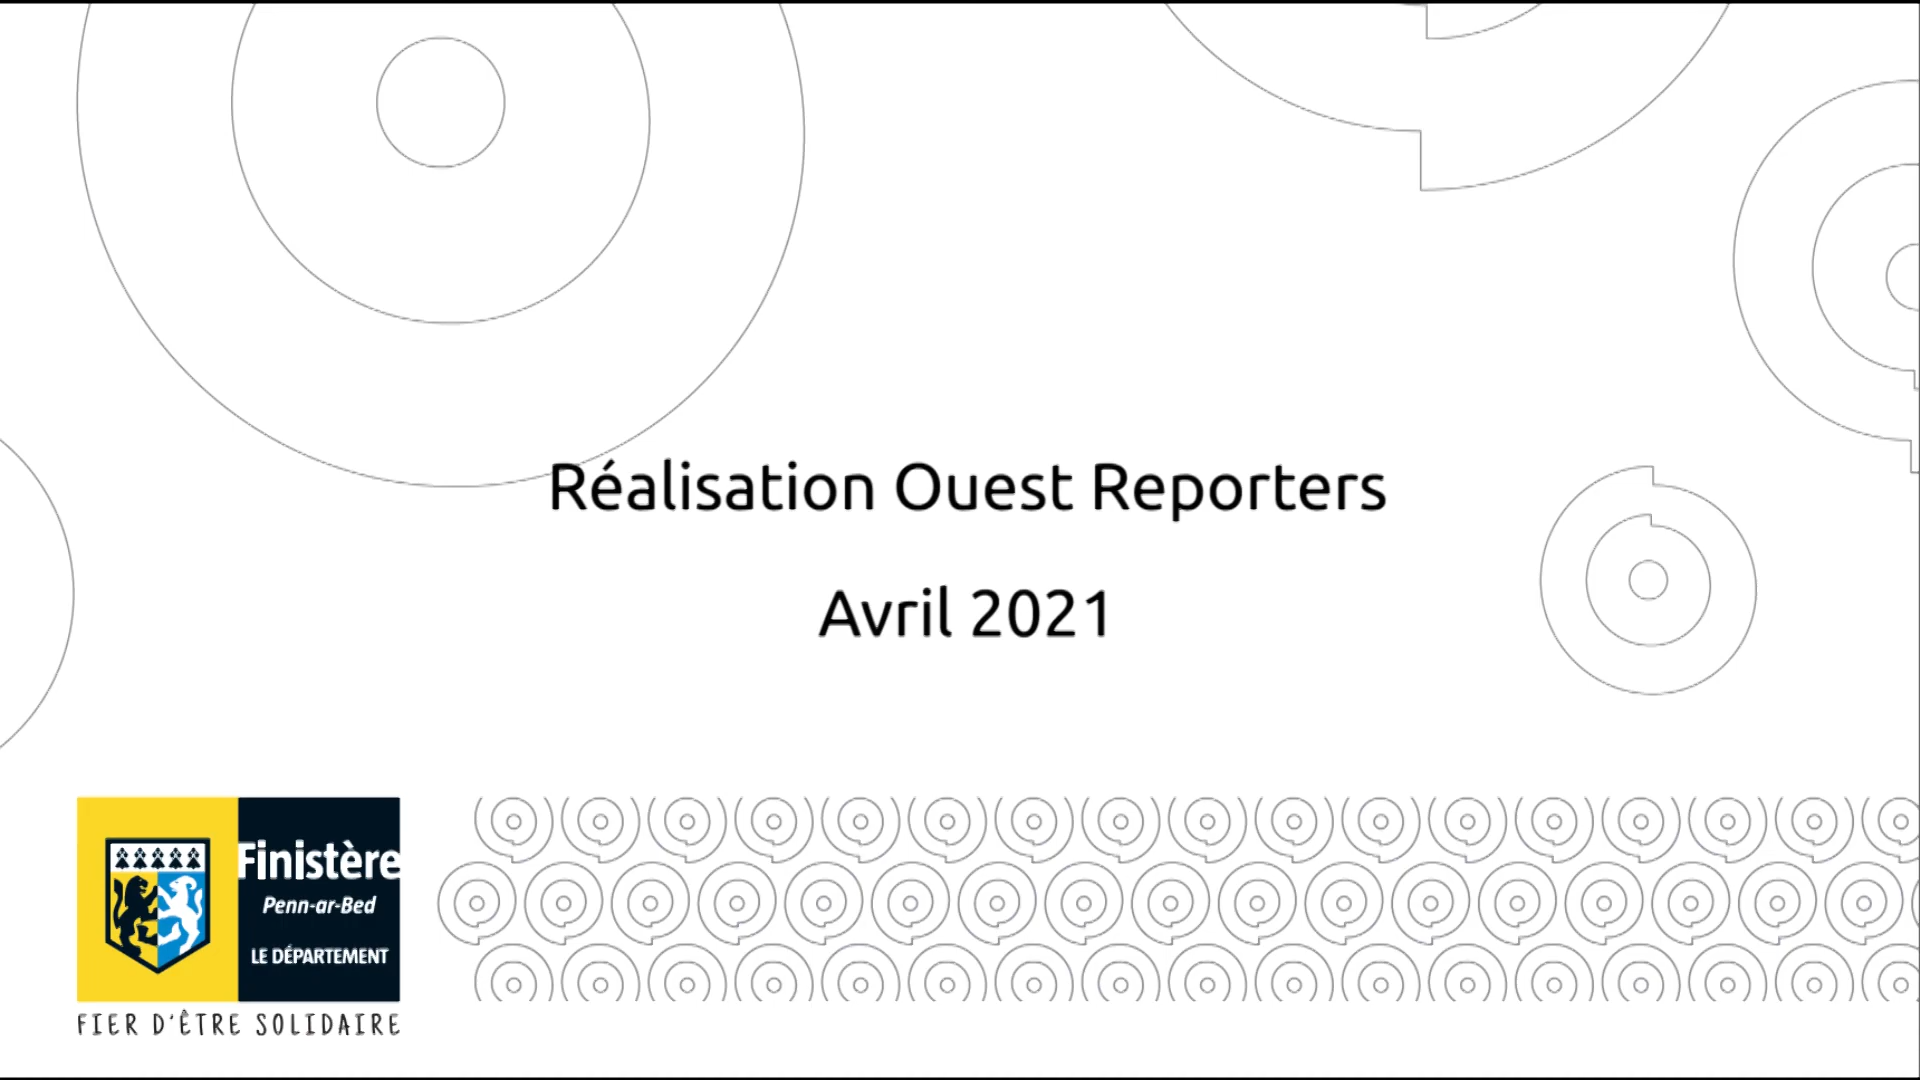 Réalisation Ouest Reporters
Avril 2021
Finistère
Penn-ar-Bed
LE DÉPARTEMENT
FIER D'ÊTRE SOLIDAIRE